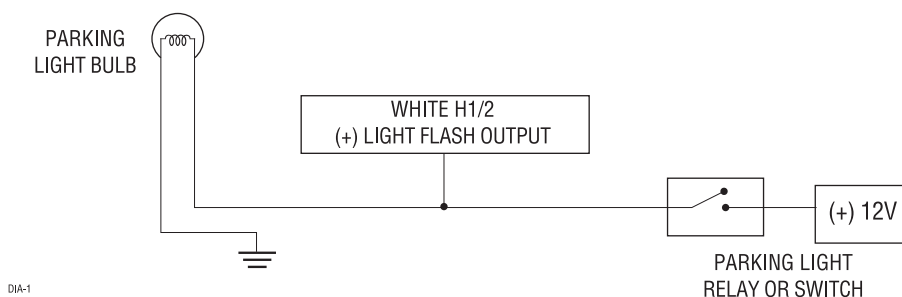 PARKING
LIGHT BULB
WHITE H1/2
(+) LIGHT FLASH OUTPUT
(+) 12V
PARKING LIGHT
RELAY OR SWITCH
DIA-1